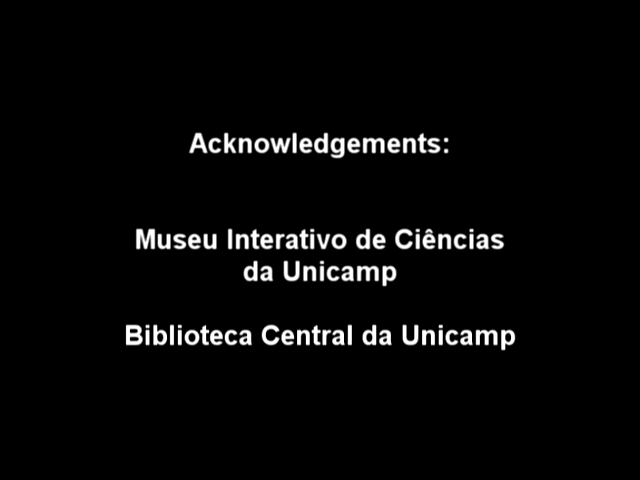 Acknowledgements:
Museu Interativo de Ciências
da Unicamp
Biblioteca Central da Unicamp